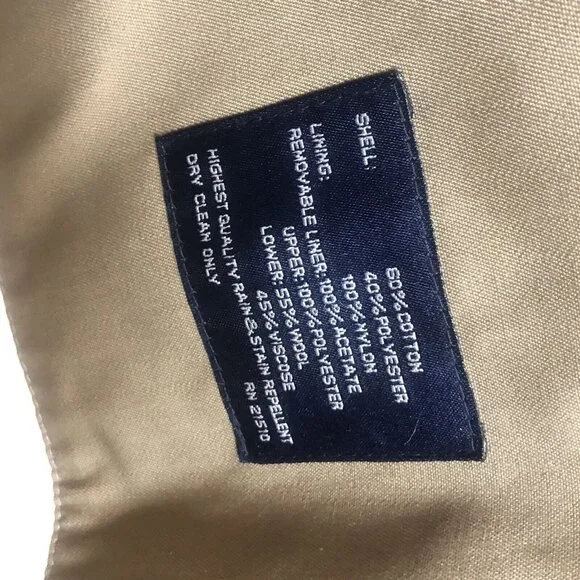 SHELL: 60% COTTON
40% POLYESTER
LINING: 100% NYLON
REMOVABLE LINER: 100% ACETATE
UPPER: 100% POLYESTER
LOWER: 55% WOOL
45% VISCOSE
HIGHEST QUALITY RAIN & STAIN REPELLENT
DRY CLEAN ONLY
RN 21510